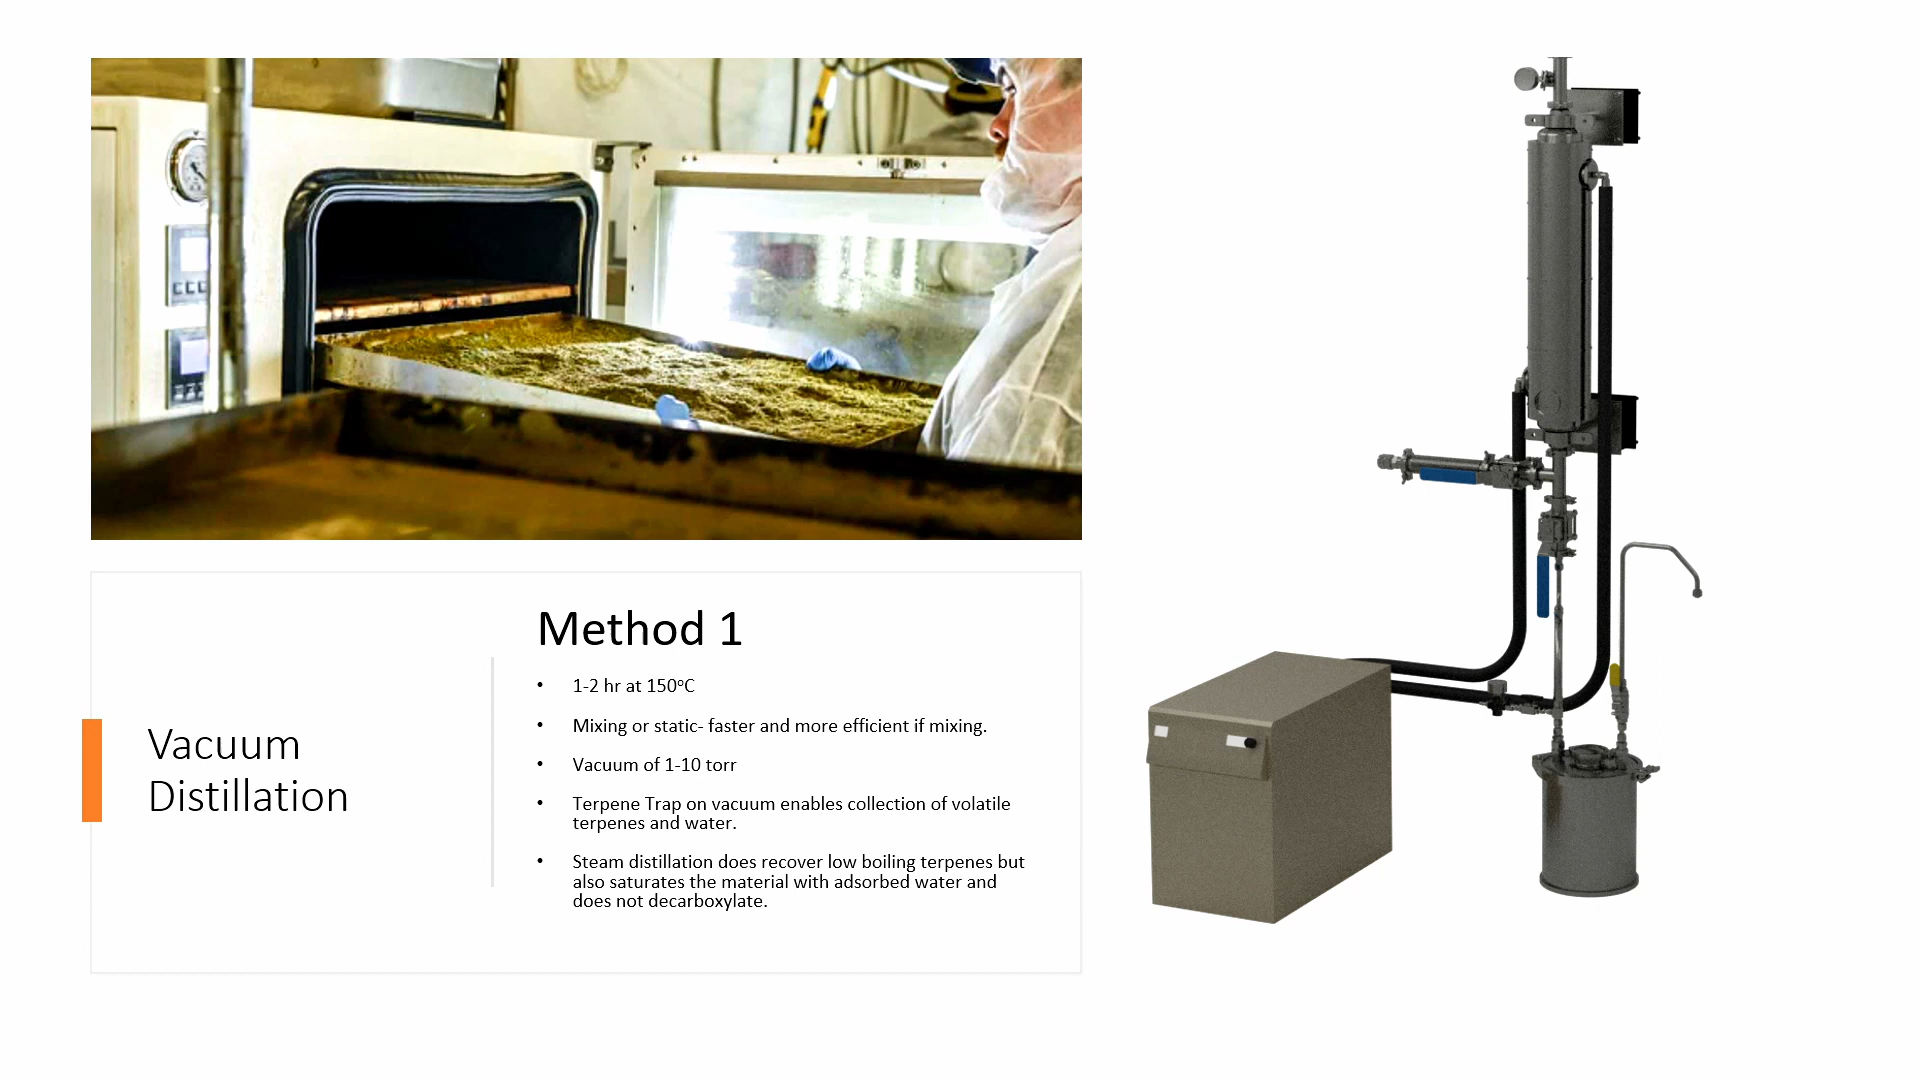 Vacuum
Distillation
Method 1
• 1-2 hr at 150°C
• Mixing or static- faster and more efficient if mixing.
• Vacuum of 1-10 torr
• Terpene Trap on vacuum enables collection of volatile
terpenes and water.
• Steam distillation does recover low boiling terpenes but
also saturates the material with adsorbed water and
does not decarboxylate.